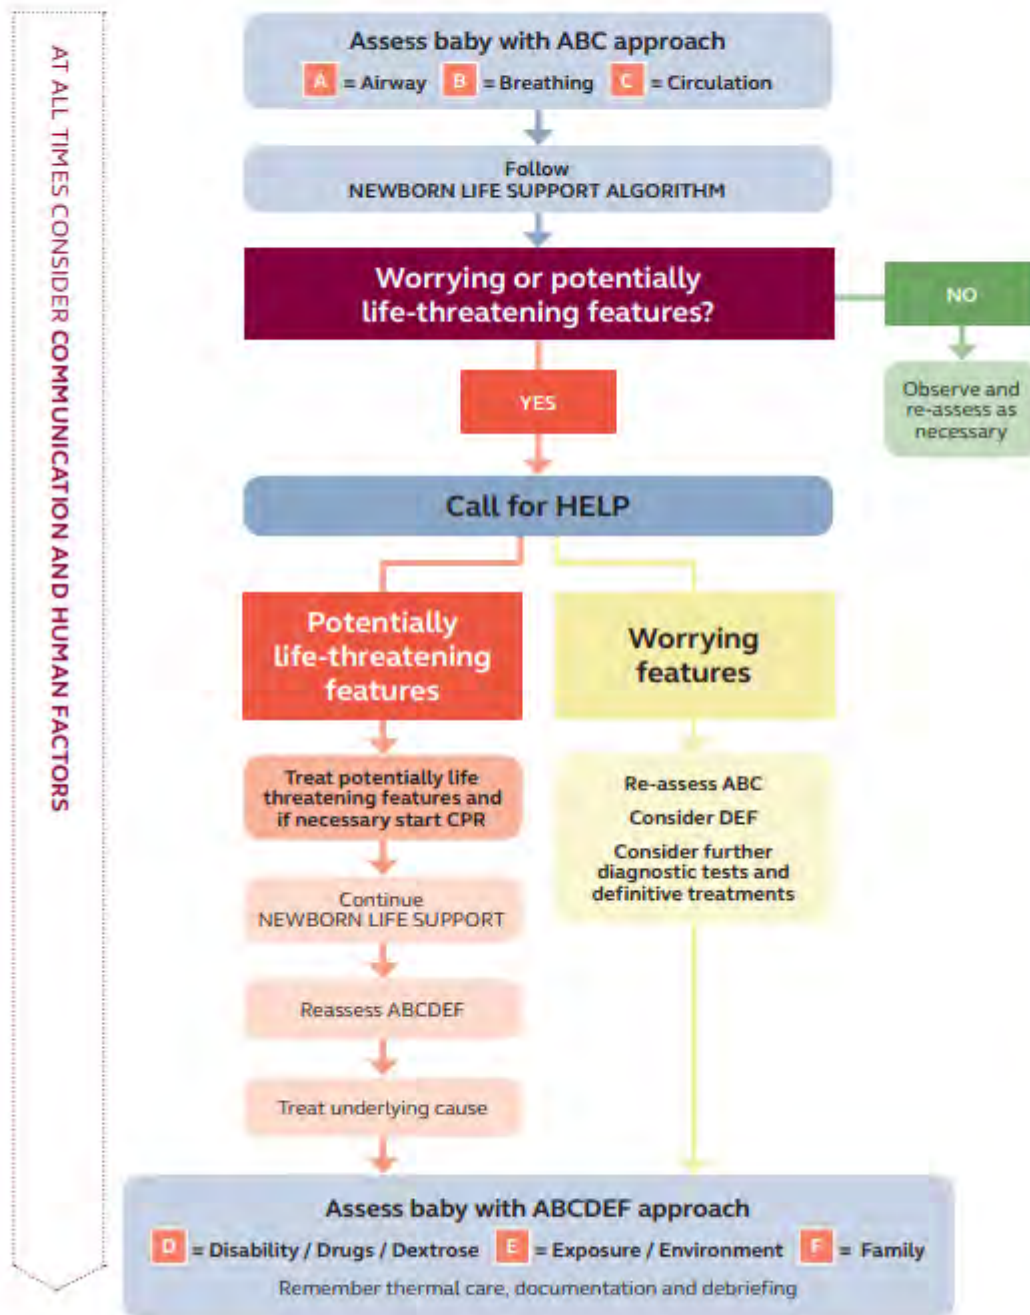 AT ALL TIMES CONSIDER COMMUNICATION AND HUMAN FACTORS
Assess baby with ABC approach
A = Airway B = Breathing C = Circulation
Follow
NEWBORN LIFE SUPPORT ALGORITHM
Worrying or potentially
life-threatening features?
NO
Observe and
re-assess as
necessary
YES
Call for HELP
Potentially
life-threatening
features
Treat potentially life
threatening features and
if necessary start CPR
Continue
NEWBORN LIFE SUPPORT
Reassess ABCDEF
Treat underlying cause
Worrying
features
Re-assess ABC
Consider DEF
Consider further
diagnostic tests and
definitive treatments
Assess baby with ABCDEF approach
D = Disability / Drugs / Dextrose E = Exposure / Environment F = Family
Remember thermal care, documentation and debriefing